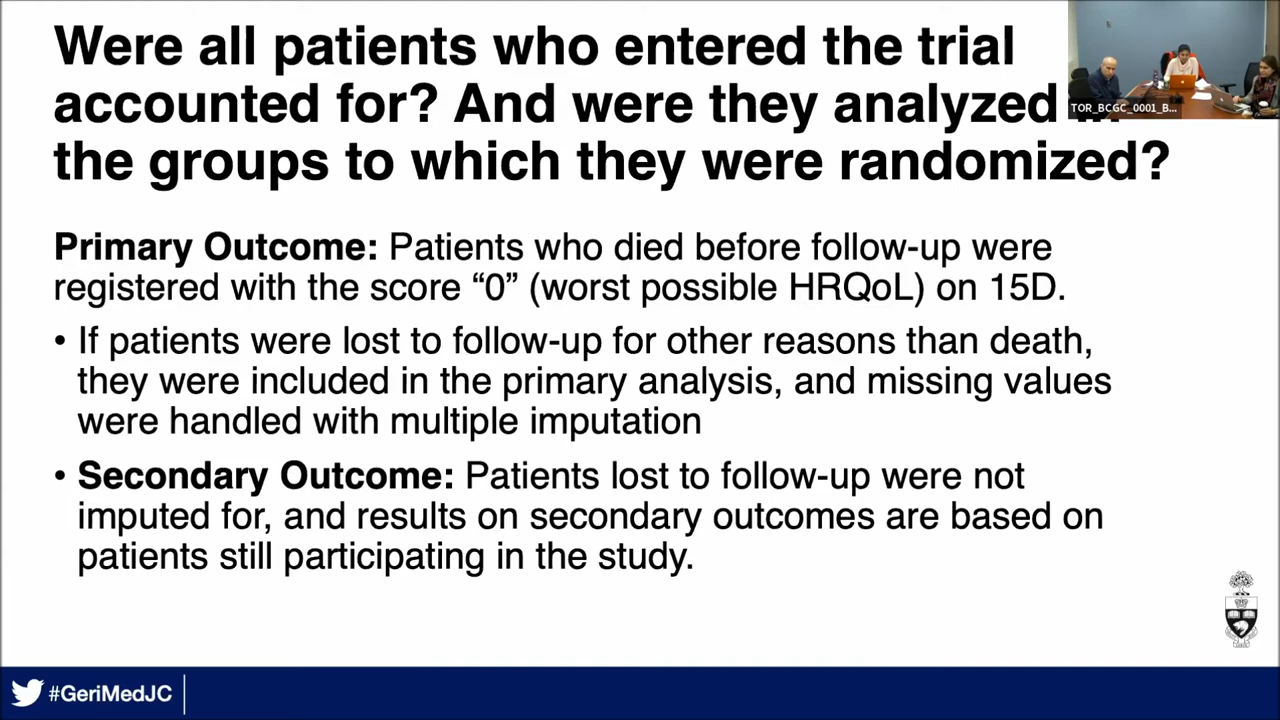 Were all patients who entered the trial
accounted for? And were they analyzed in
the groups to which they were randomized?
TOR_BCGC_0001_B...
Primary Outcome: Patients who died before follow-up were
registered with the score “0” (worst possible HRQoL) on 15D.
• If patients were lost to follow-up for other reasons than death,
they were included in the primary analysis, and missing values
were handled with multiple imputation
• Secondary Outcome: Patients lost to follow-up were not
imputed for, and results on secondary outcomes are based on
patients still participating in the study.
#GeriMedJC